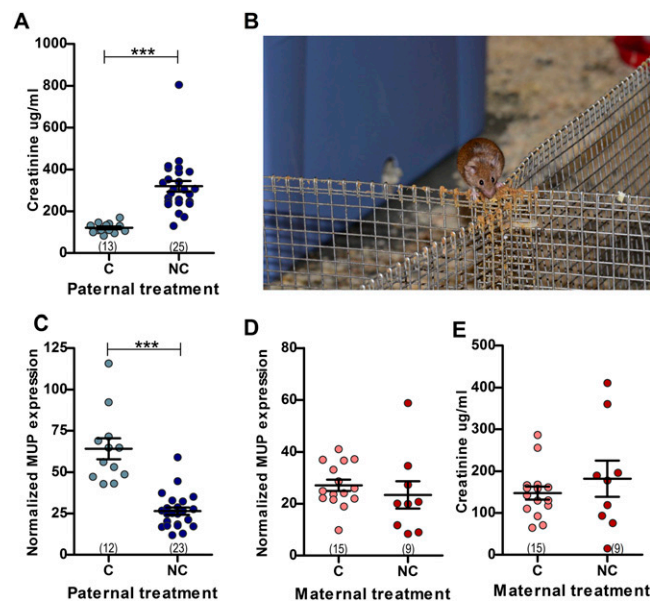 A
***
Creatinine ug/ml
1000
800
600
400
200
0
(13)
(25)
C
NC
Paternal treatment
B
C
***
Normalized MUP expression
125
100
75
50
25
0
(12)
(23)
C
NC
Paternal treatment
D
Normalized MUP expression
80
60
40
20
0
(15)
(9)
C
NC
Maternal treatment
E
Creatinine ug/ml
500
400
300
200
100
0
(15)
(9)
C
NC
Maternal treatment